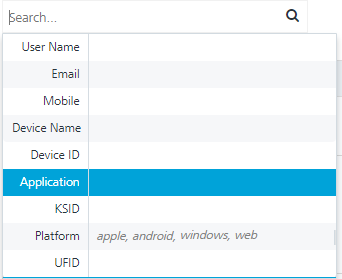 Search...
User Name
Email
Mobile
Device Name
Device ID
Application
KSID
Platform apple, android, windows, web
UFID